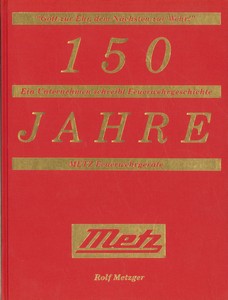 "Gott zur Ehr, dem Nächsten zur Wehr!"
150
Ein Unternehmen schreibt Feuerwehrgeschichte
JAHRE
Metz Feuerwehrgeräte
Metz
Rolf Metzger